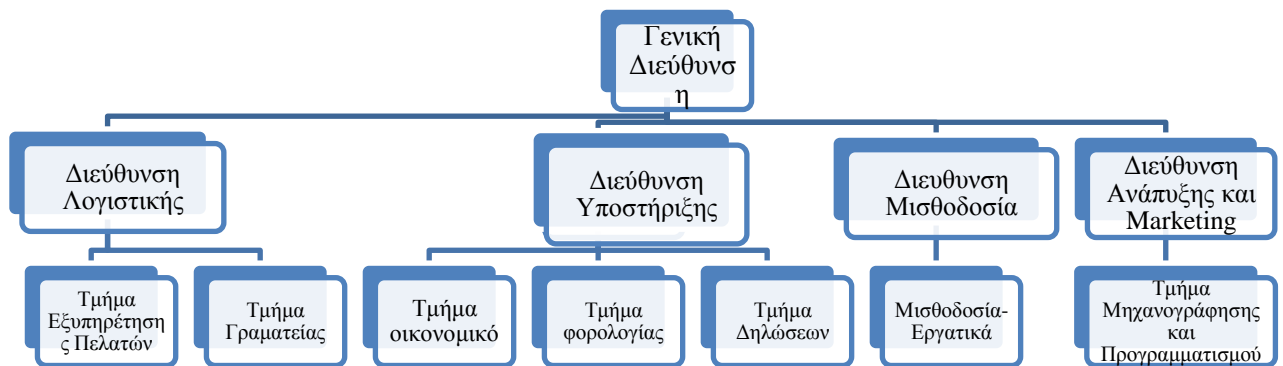 Γενική
Διεύθυνσ
η
Διεύθυνση
Λογιστικής
Διεύθυνση
Υποστήριξης
Διευθυνση
Μισθοδοσία
Διεύθυνση
Ανάπυξης και
Marketing
Τμήμα
Εξυπηρέτηση
ς Πελατών
Τμήμα
Γραματείας
Τμήμα
οικονομικό
Τμήμα
φορολογίας
Τμήμα
Δηλώσεων
Μισθοδοσία-
Εργατικά
Τμήμα
Μηχανογράφησης
και
Προγραμματισμού